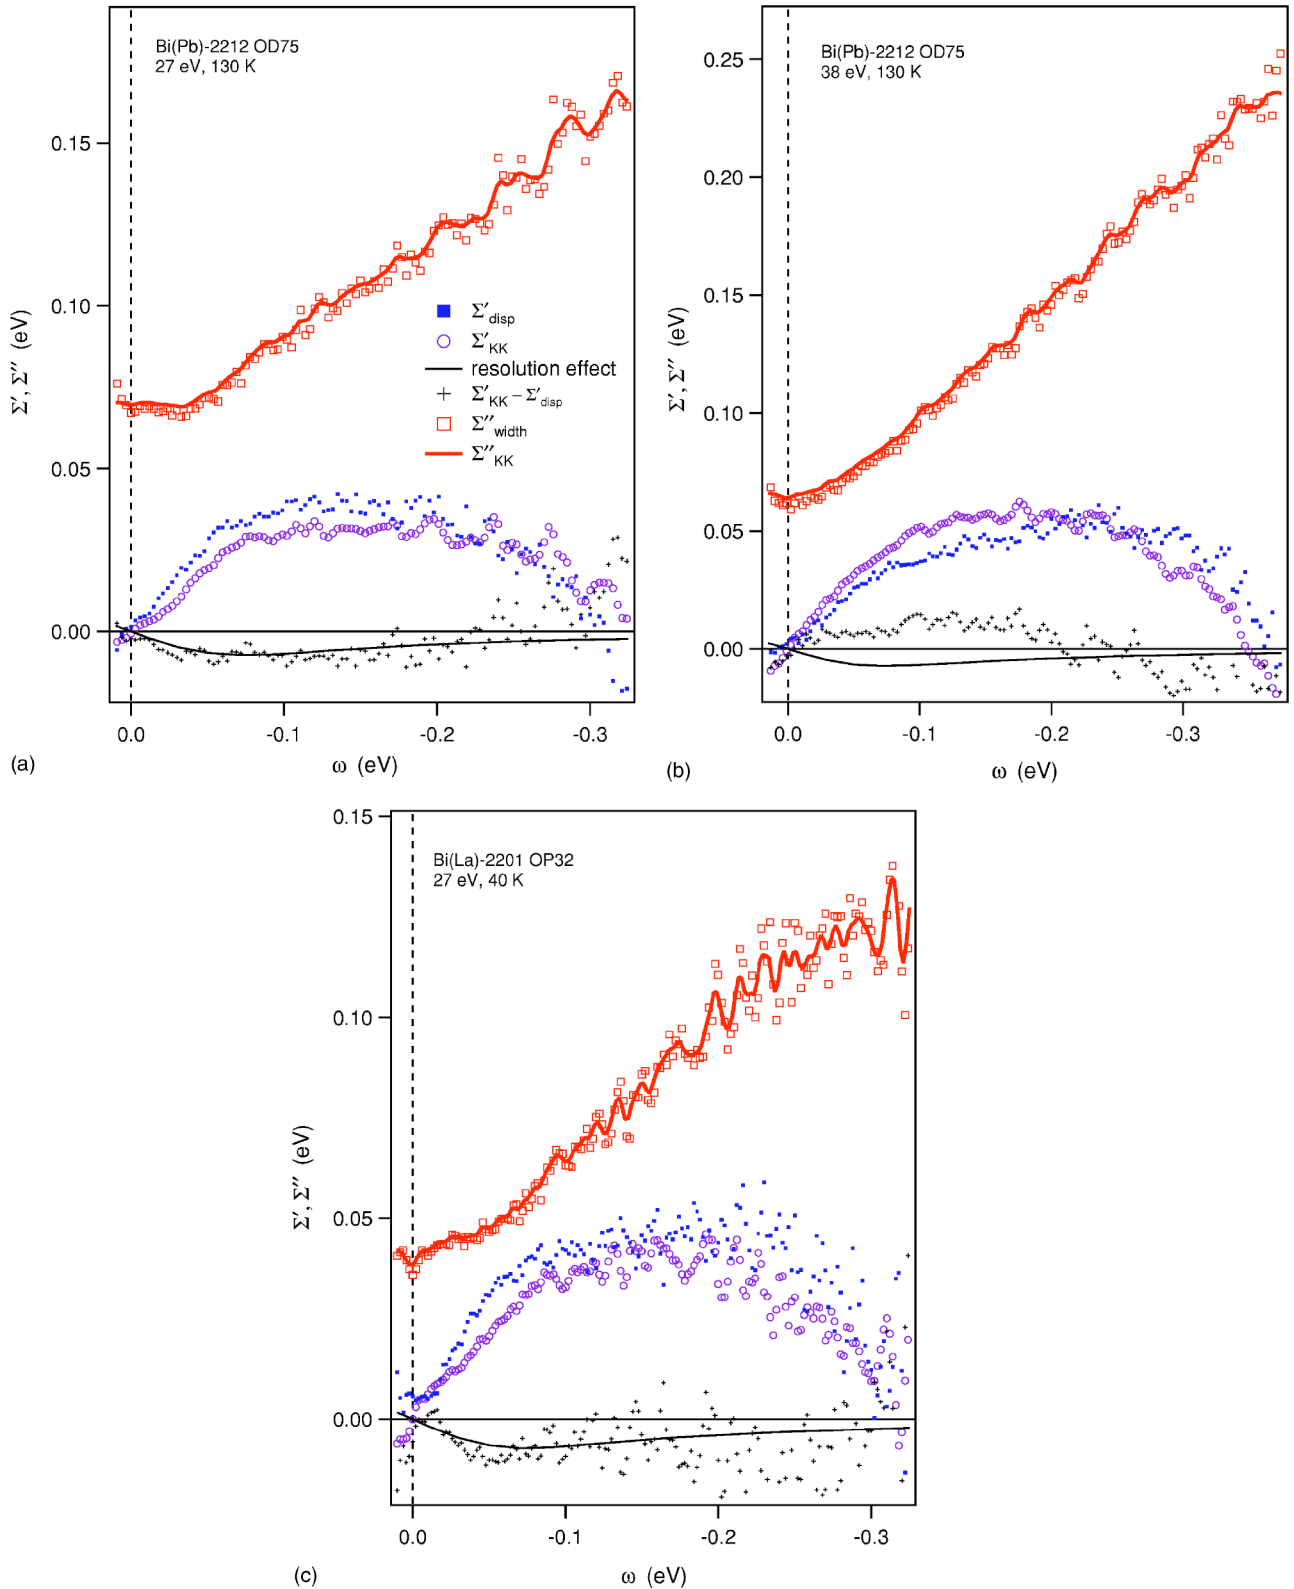 Bi(Pb)-2212 OD75
27 eV, 130 K
0.15
0.10
0.05
0.00
Σ′, Σ″ (eV)
Σ′disp
Σ′KK
resolution effect
Σ′KK − Σ′disp
Σ″width
Σ″KK
0.0 -0.1 -0.2 -0.3
(a) ω (eV)
Bi(Pb)-2212 OD75
38 eV, 130 K
0.25
0.20
0.15
0.10
0.05
0.00
Σ′, Σ″ (eV)
0.0 -0.1 -0.2 -0.3
(b) ω (eV)
Bi(La)-2201 OP32
27 eV, 40 K
0.15
0.10
0.05
0.00
Σ′, Σ″ (eV)
0.0 -0.1 -0.2 -0.3
(c) ω (eV)